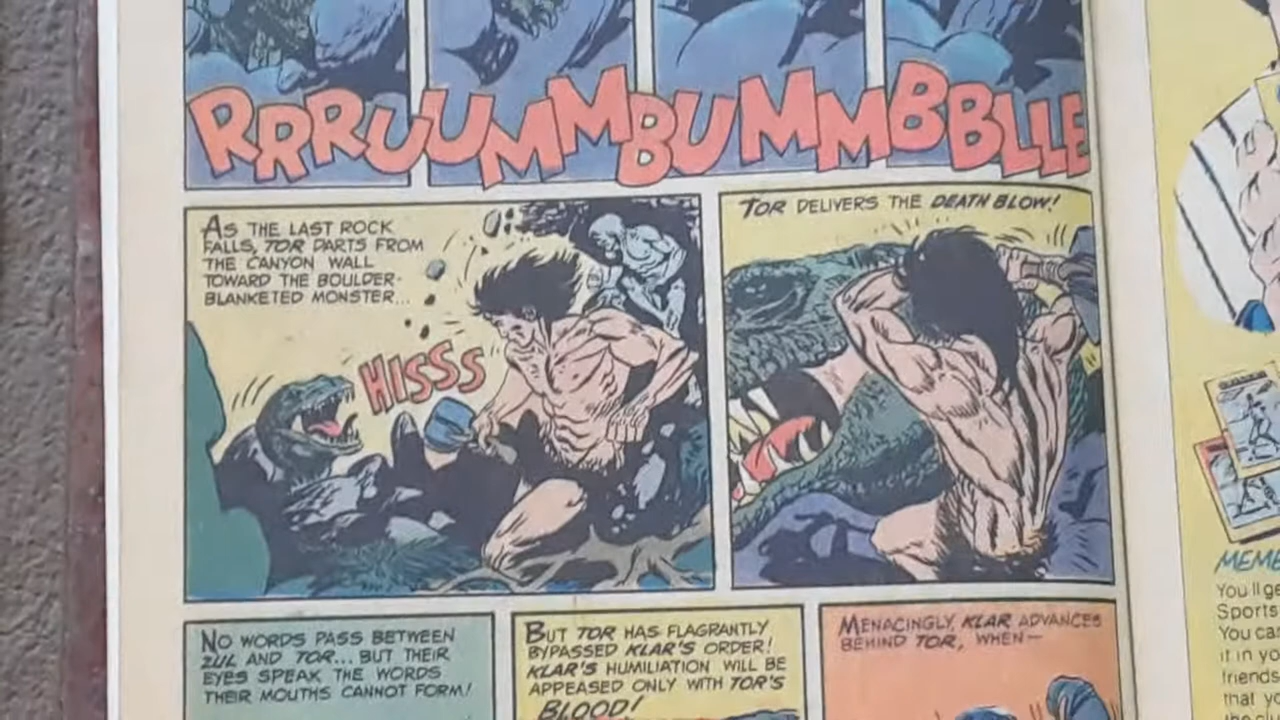 RRRUUMMBUMMBBLLE
AS THE LAST ROCK
FALLS, TOR DARTS FROM
THE CANYON WALL
TOWARD THE BOULDER-
BLANKETED MONSTER...
HISSS
TOR DELIVERS THE DEATH BLOW!
NO WORDS PASS BETWEEN
ZUL AND TOR... BUT THEIR
EYES SPEAK THE WORDS
THEIR MOUTHS CANNOT FORM!
BUT TOR HAS FLAGRANTLY
BYPASSED KLAR'S ORDER!
KLAR'S HUMILIATION WILL BE
APPEASED ONLY WITH TOR'S
BLOOD!
MENACINGLY, KLAR ADVANCES
BEHIND TOR, WHEN—
MEME
You'll ge
Sports
You ca
it in yo
friends
that yo